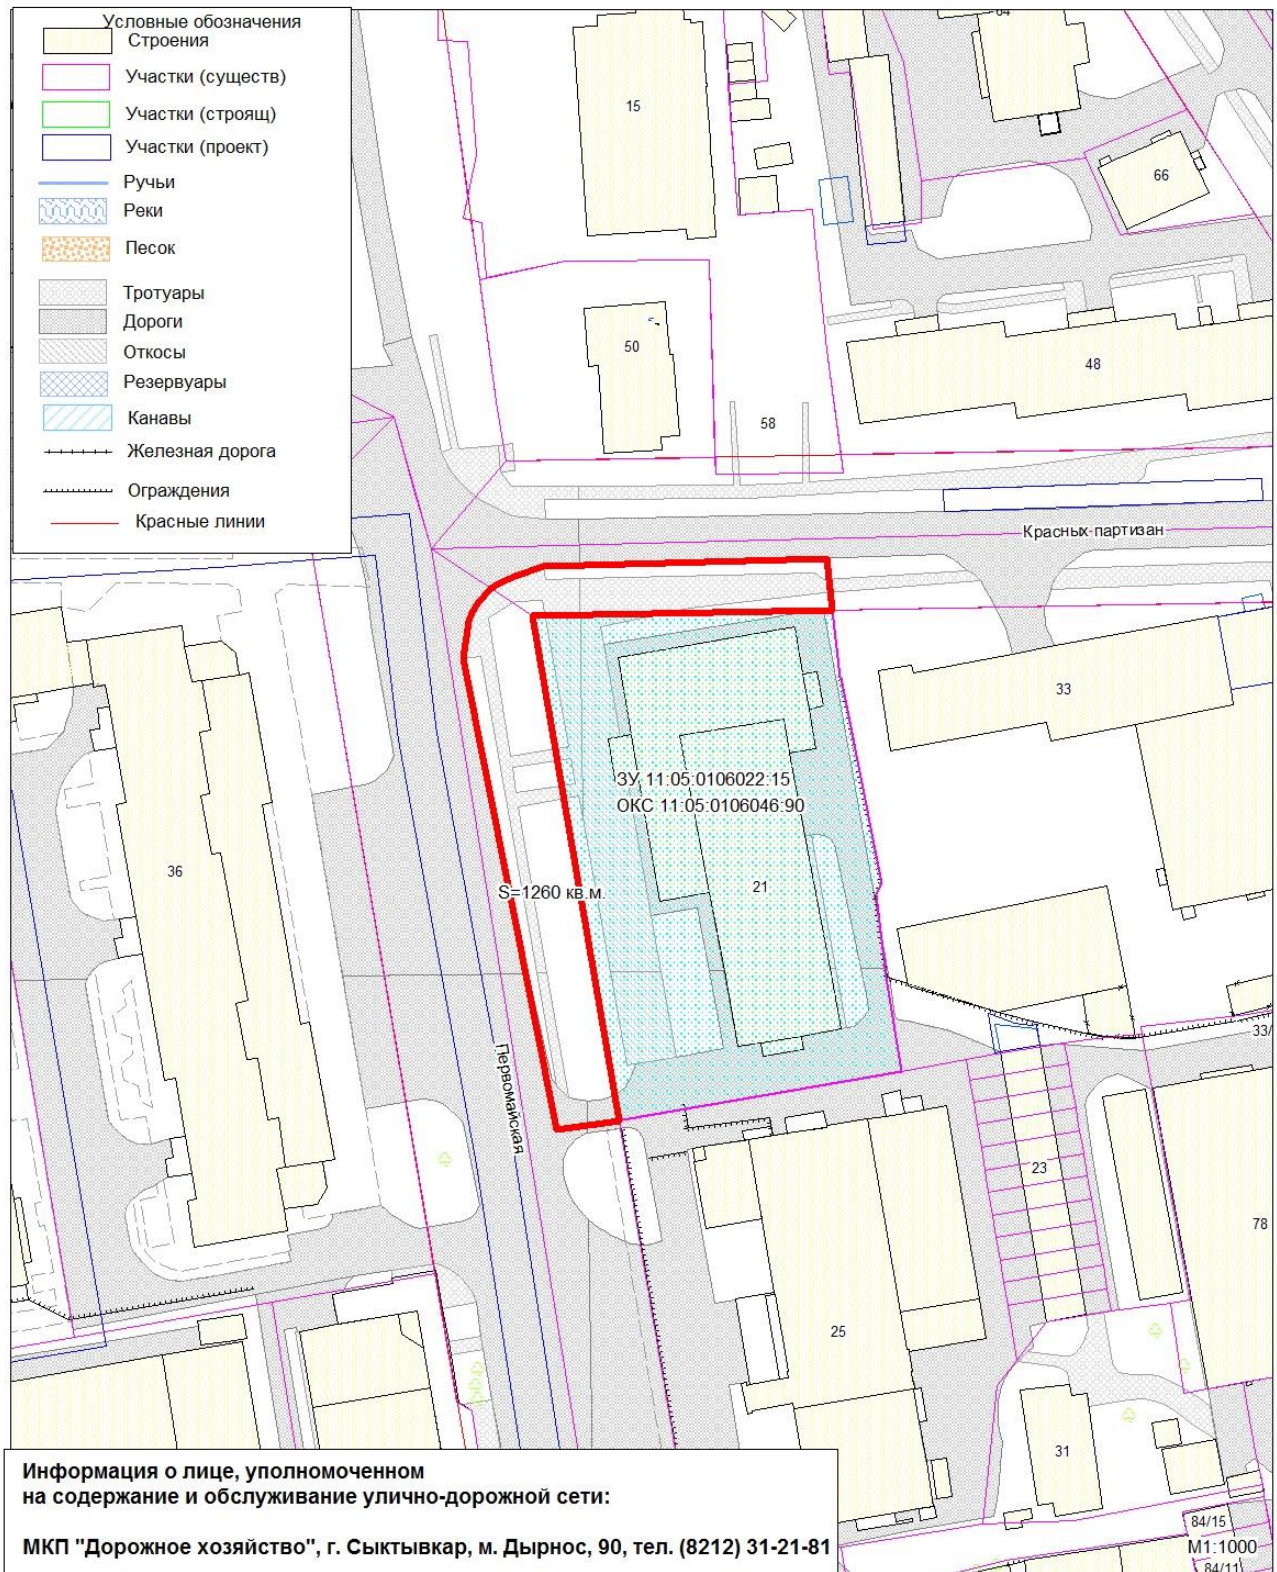 Условные обозначения
Строения
Участки (существ)
Участки (строящ)
Участки (проект)
Ручьи
Реки
Песок
Тротуары
Дороги
Откосы
Резервуары
Канавы
Железная дорога
Ограждения
Красные линии
64
15
66
50
48
58
Красных партизан
33
ЗУ 11:05:0106022:15
ОКС 11:05:0106046:90
36
21
S=1260 кв.м.
33/
Первомайская
23
78
25
31
Информация о лице, уполномоченном
на содержание и обслуживание улично-дорожной сети:
МКП "Дорожное хозяйство", г. Сыктывкар, м. Дырнос, 90, тел. (8212) 31-21-81
84/15
М1:1000
84/11